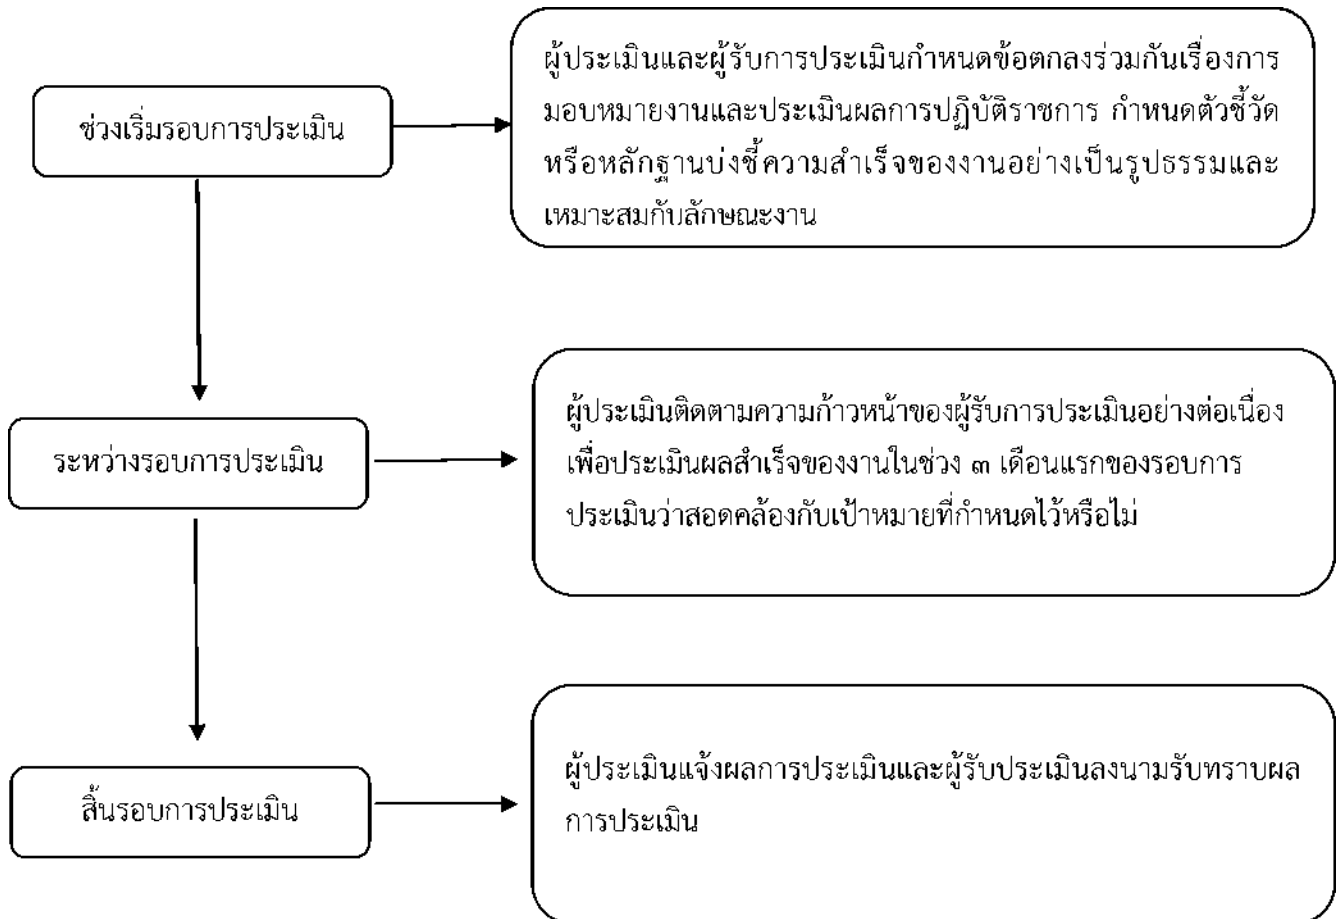 ช่วงเริ่มรอบการประเมิน
ผู้ประเมินและผู้รับการประเมินกำหนดข้อตกลงร่วมกันเรื่องการ
มอบหมายงานและประเมินผลการปฏิบัติราชการ กำหนดตัวชี้วัด
หรือหลักฐานบ่งชี้ความสำเร็จของงานอย่างเป็นรูปธรรมและ
เหมาะสมกับลักษณะงาน
ระหว่างรอบการประเมิน
ผู้ประเมินติดตามความก้าวหน้าของผู้รับการประเมินอย่างต่อเนื่อง
เพื่อประเมินผลสำเร็จของงานในช่วง ๓ เดือนแรกของรอบการ
ประเมินว่าสอดคล้องกับเป้าหมายที่กำหนดไว้หรือไม่
สิ้นรอบการประเมิน
ผู้ประเมินแจ้งผลการประเมินและผู้รับประเมินลงนามรับทราบผล
การประเมิน